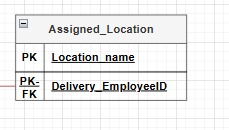 Assigned_Location
PK Location_name
PK-
FK Delivery_EmployeeID